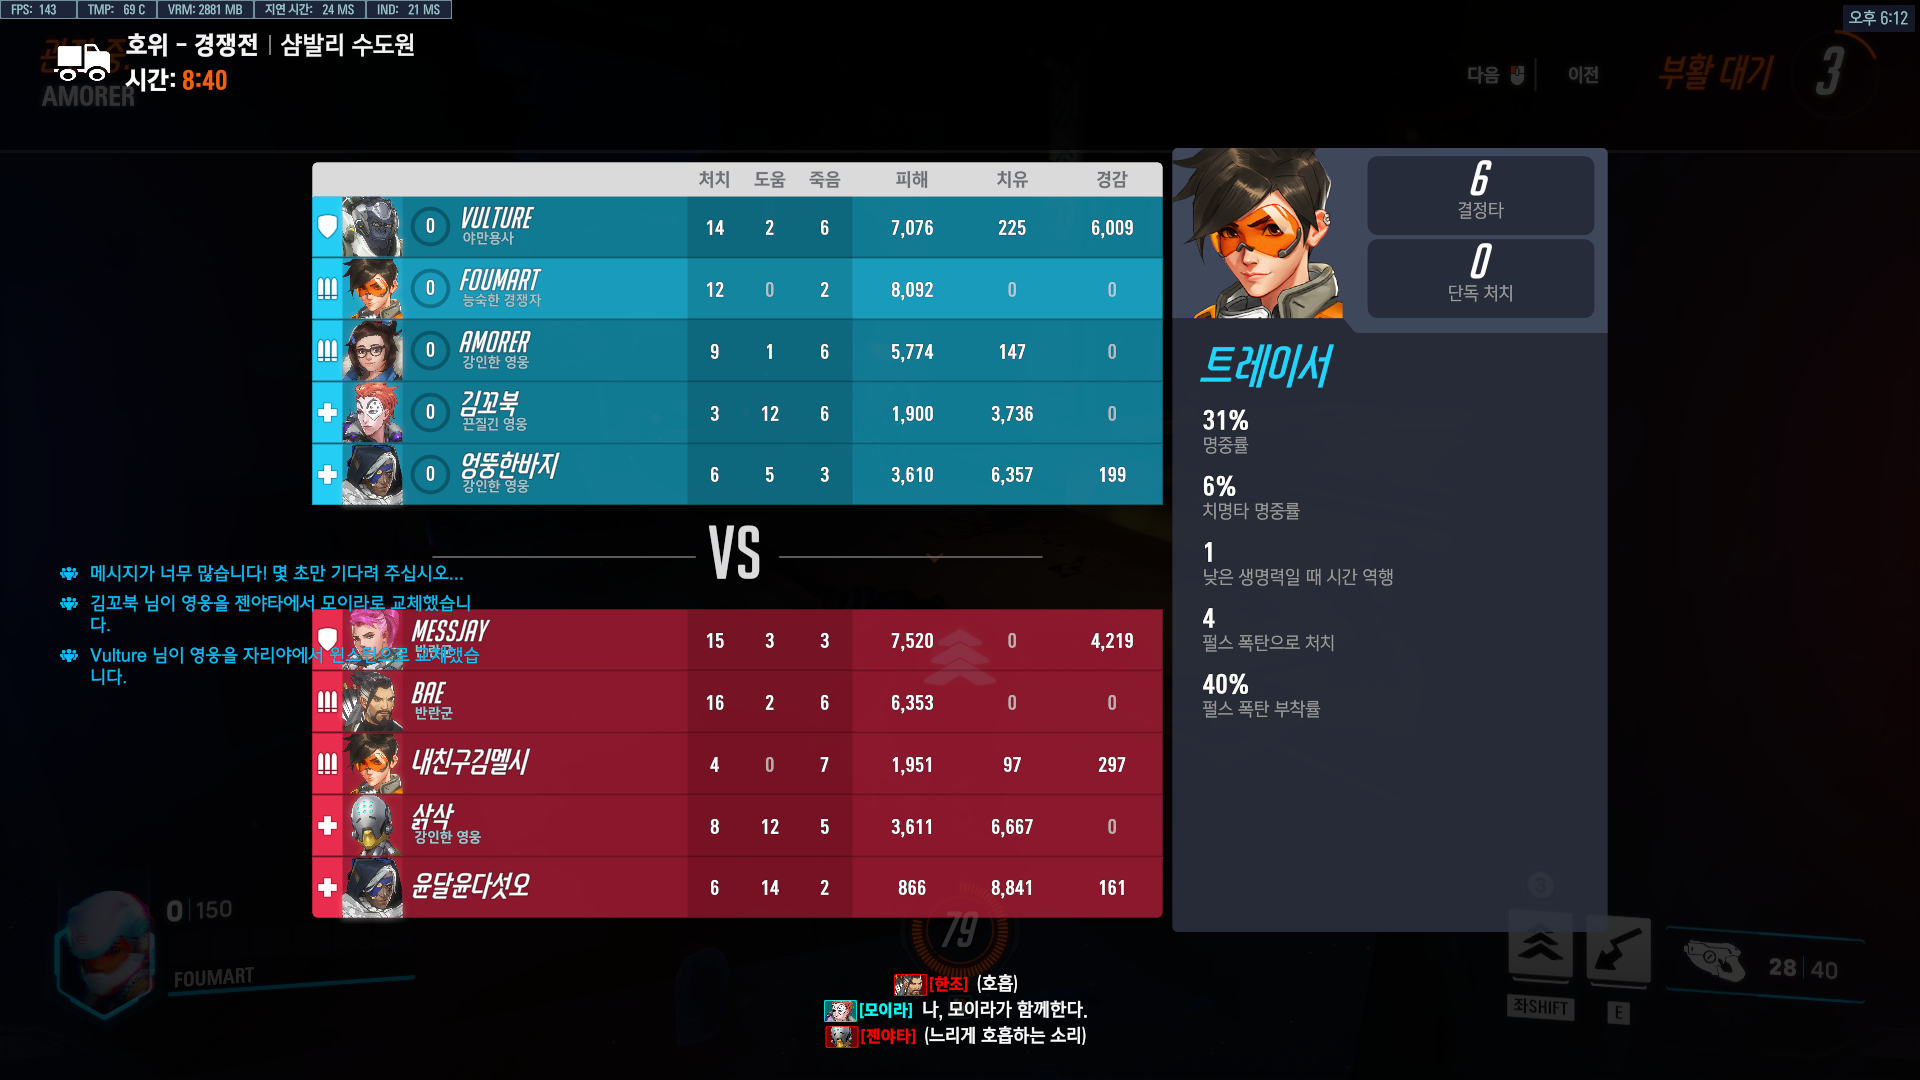 FPS: 143 TMP: 69 C VRM: 2881 MB 지연 시간: 24 MS IND: 21 MS
오후 6:12
관전 중:
AMORER
호위 - 경쟁전 | 샴발리 수도원
시간: 8:40
다음 이전 부활 대기 3
처치 도움 죽음 피해 치유 경감
0 VULTURE 14 2 6 7,076 225 6,009
야만용사
0 FOUMART 12 0 2 8,092 0 0
능숙한 경쟁자
0 AMORER 9 1 6 5,774 147 0
강인한 영웅
0 김꼬북 3 12 6 1,900 3,736 0
끈질긴 영웅
0 엉뚱한바지 6 5 3 3,610 6,357 199
강인한 영웅
VS
MESSJAY 15 3 3 7,520 0 4,219
반란군
BAE 16 2 6 6,353 0 0
반란군
내친구김멜시 4 0 7 1,951 97 297
삵삭 8 12 5 3,611 6,667 0
강인한 영웅
윤달윤다섯오 6 14 2 866 8,841 161
6
결정타
0
단독 처치
트레이서
31%
명중률
6%
치명타 명중률
1
낮은 생명력일 때 시간 역행
4
펄스 폭탄으로 처치
40%
펄스 폭탄 부착률
메시지가 너무 많습니다! 몇 초만 기다려 주십시오...
김꼬북 님이 영웅을 젠야타에서 모이라로 교체했습니
다.
Vulture 님이 영웅을 자리야에서 윈스턴으로 교체했습
니다.
0 | 150
FOUMART
79
[한조] (호흡)
[모이라] 나, 모이라가 함께한다.
[젠야타] (느리게 호흡하는 소리)
3
좌SHIFT E
28 | 40